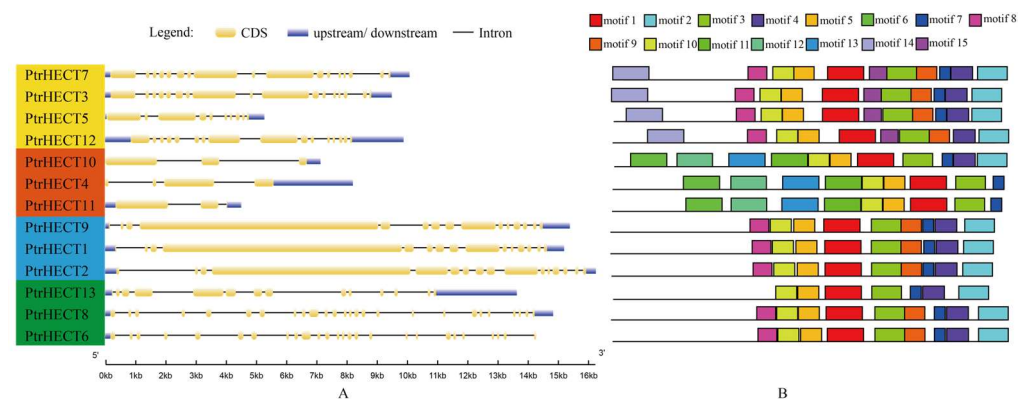 Legend: CDS upstream/ downstream Intron
motif 1 motif 2 motif 3 motif 4 motif 5 motif 6 motif 7 motif 8
motif 9 motif 10 motif 11 motif 12 motif 13 motif 14 motif 15
PtrHECT7
PtrHECT3
PtrHECT5
PtrHECT12
PtrHECT10
PtrHECT4
PtrHECT11
PtrHECT9
PtrHECT1
PtrHECT2
PtrHECT13
PtrHECT8
PtrHECT6
5' 3'
0kb 1kb 2kb 3kb 4kb 5kb 6kb 7kb 8kb 9kb 10kb 11kb 12kb 13kb 14kb 15kb 16kb
A B